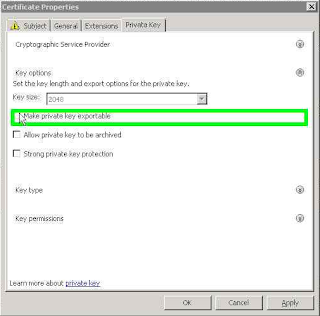 Certificate Properties
Subject General Extensions Private Key
Cryptographic Service Provider
Key options
Set the key length and export options for the private key.
Key size: 2048
Make private key exportable
Allow private key to be archived
Strong private key protection
Key type
Key permissions
Learn more about private key
Ok Cancel Apply